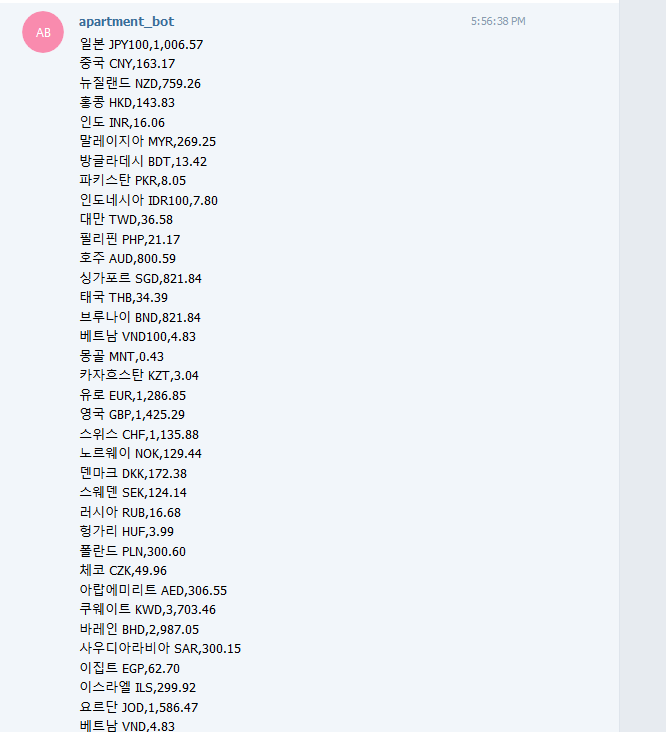 AB
apartment_bot 5:56:38 PM
일본 JPY100,1,006.57
중국 CNY,163.17
뉴질랜드 NZD,759.26
홍콩 HKD,143.83
인도 INR,16.06
말레이지아 MYR,269.25
방글라데시 BDT,13.42
파키스탄 PKR,8.05
인도네시아 IDR100,7.80
대만 TWD,36.58
필리핀 PHP,21.17
호주 AUD,800.59
싱가포르 SGD,821.84
태국 THB,34.39
브루나이 BND,821.84
베트남 VND100,4.83
몽골 MNT,0.43
카자흐스탄 KZT,3.04
유로 EUR,1,286.85
영국 GBP,1,425.29
스위스 CHF,1,135.88
노르웨이 NOK,129.44
덴마크 DKK,172.38
스웨덴 SEK,124.14
러시아 RUB,16.68
헝가리 HUF,3.99
폴란드 PLN,300.60
체코 CZK,49.96
아랍에미리트 AED,306.55
쿠웨이트 KWD,3,703.46
바레인 BHD,2,987.05
사우디아라비아 SAR,300.15
이집트 EGP,62.70
이스라엘 ILS,299.92
요르단 JOD,1,586.47
베트남 VND,4.83